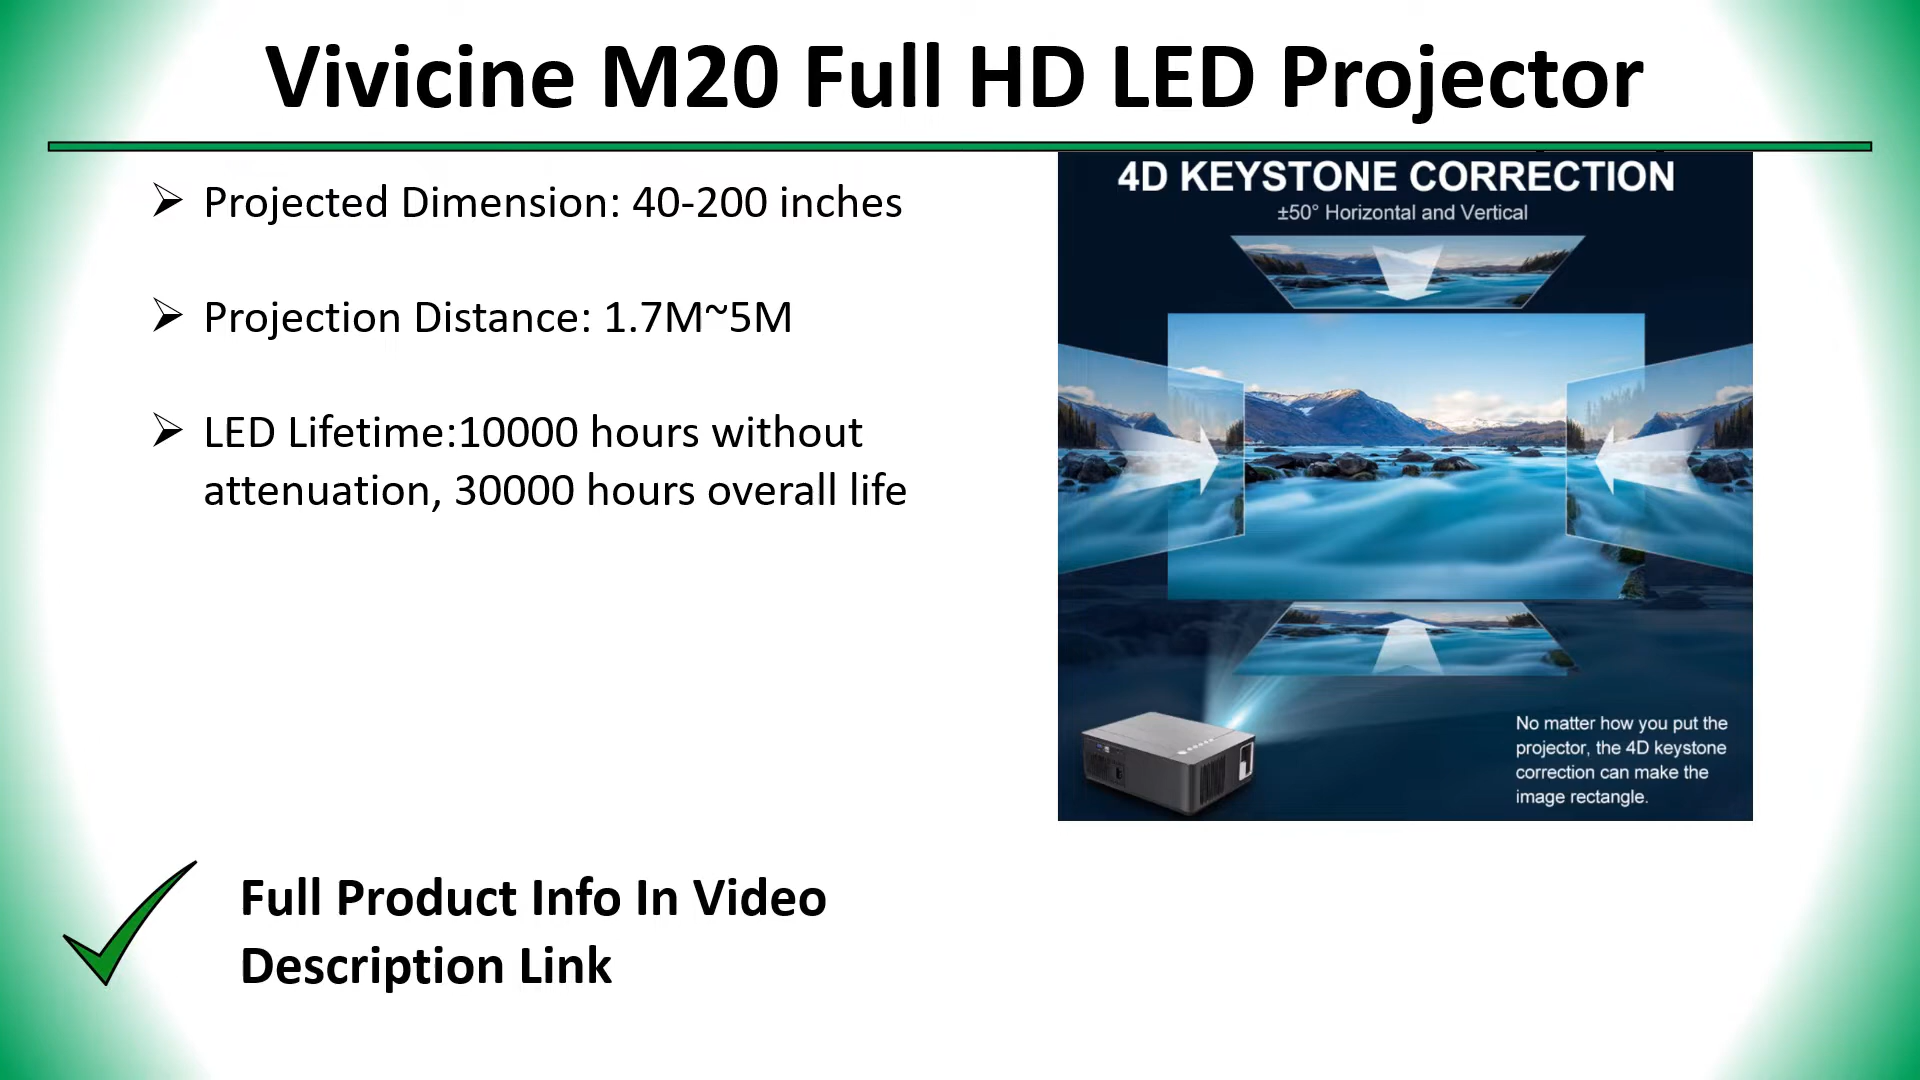 Vivicine M20 Full HD LED Projector
Projected Dimension: 40-200 inches
Projection Distance: 1.7M~5M
LED Lifetime:10000 hours without
attenuation, 30000 hours overall life
4D KEYSTONE CORRECTION
±50° Horizontal and Vertical
No matter how you put the
projector, the 4D keystone
correction can make the
image rectangle.
Full Product Info In Video
Description Link